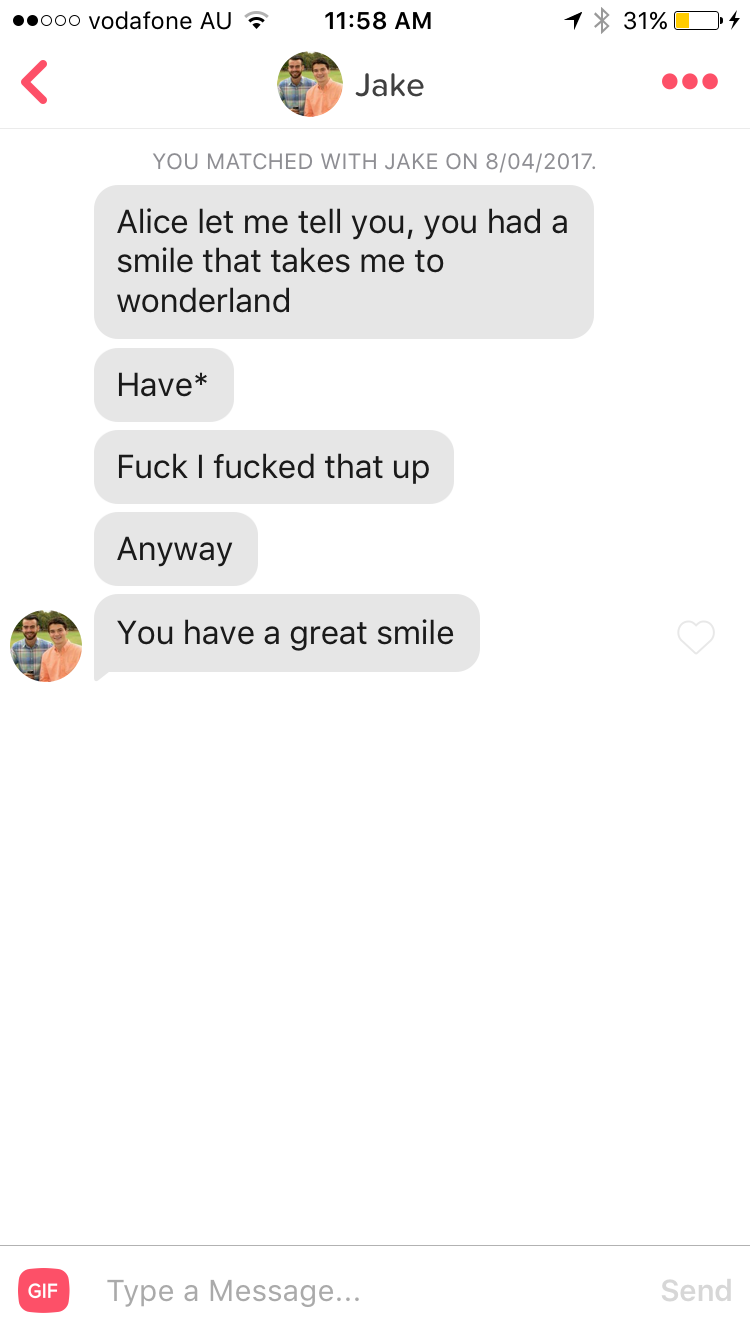 vodafone AU 11:58 AM 31%
Jake
YOU MATCHED WITH JAKE ON 8/04/2017.
Alice let me tell you, you had a
smile that takes me to
wonderland
Have*
Fuck I fucked that up
Anyway
You have a great smile
GIF Type a Message... Send